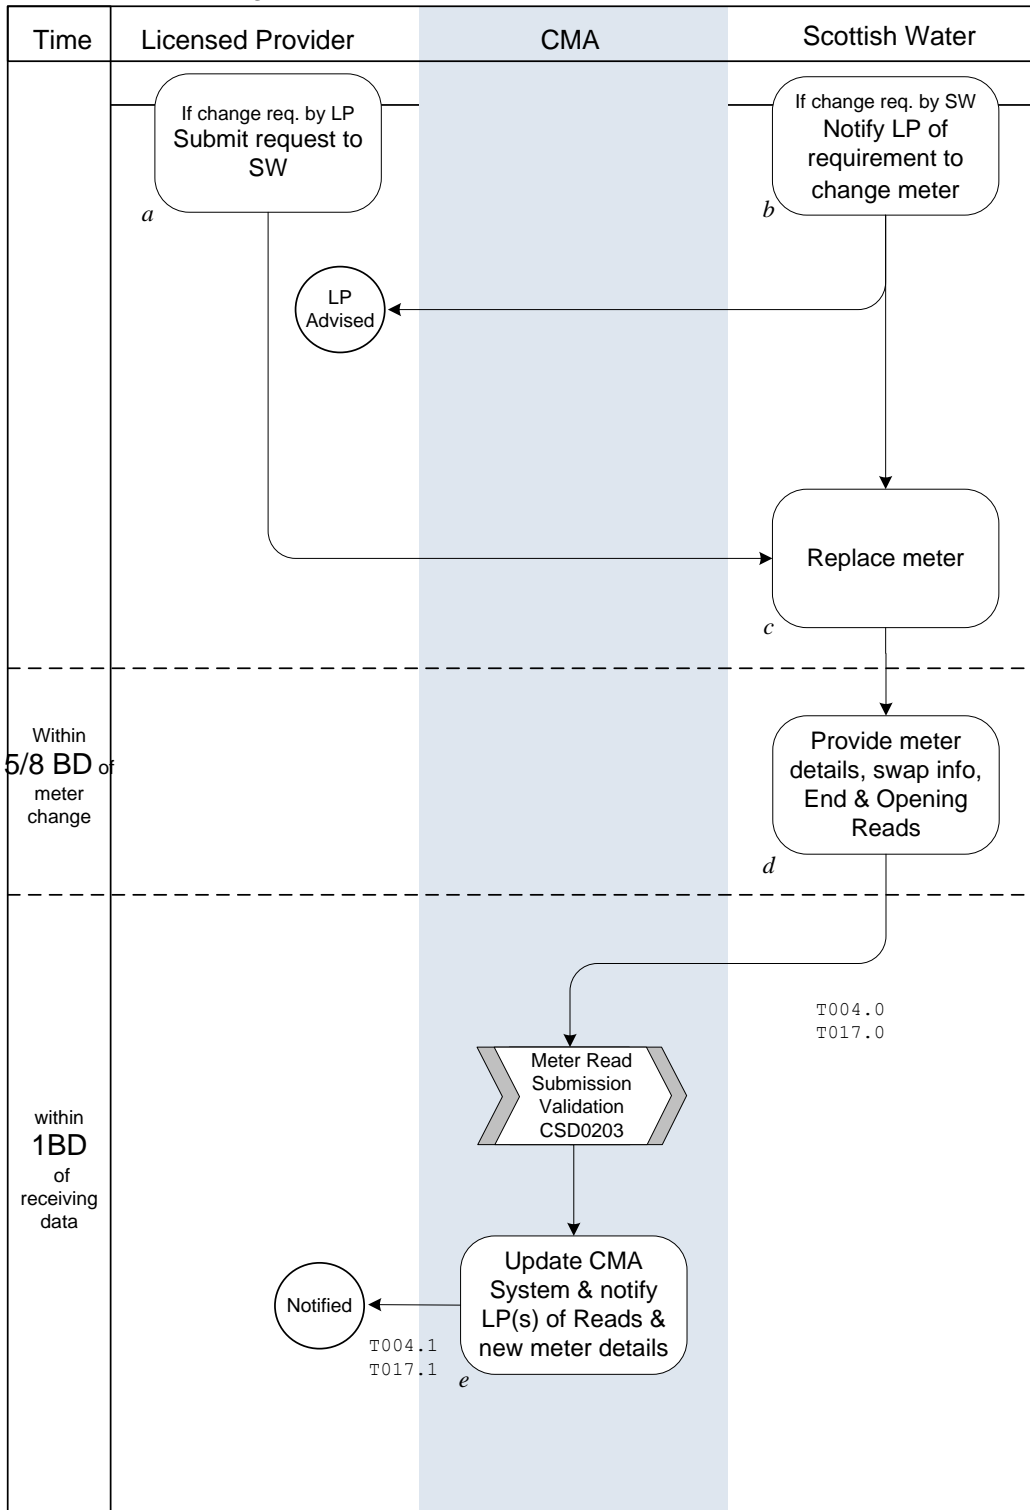 Time
Licensed Provider
CMA
Scottish Water
If change req. by LP
Submit request to
SW
a
If change req. by SW
Notify LP of
requirement to
change meter
b
LP
Advised
Replace meter
c
Within
5/8 BD of
meter
change
Provide meter
details, swap info,
End & Opening
Reads
d
T004.0
T017.0
within
1BD
of
receiving
data
Meter Read
Submission
Validation
CSD0203
Update CMA
System & notify
LP(s) of Reads &
new meter details
e
Notified
T004.1
T017.1